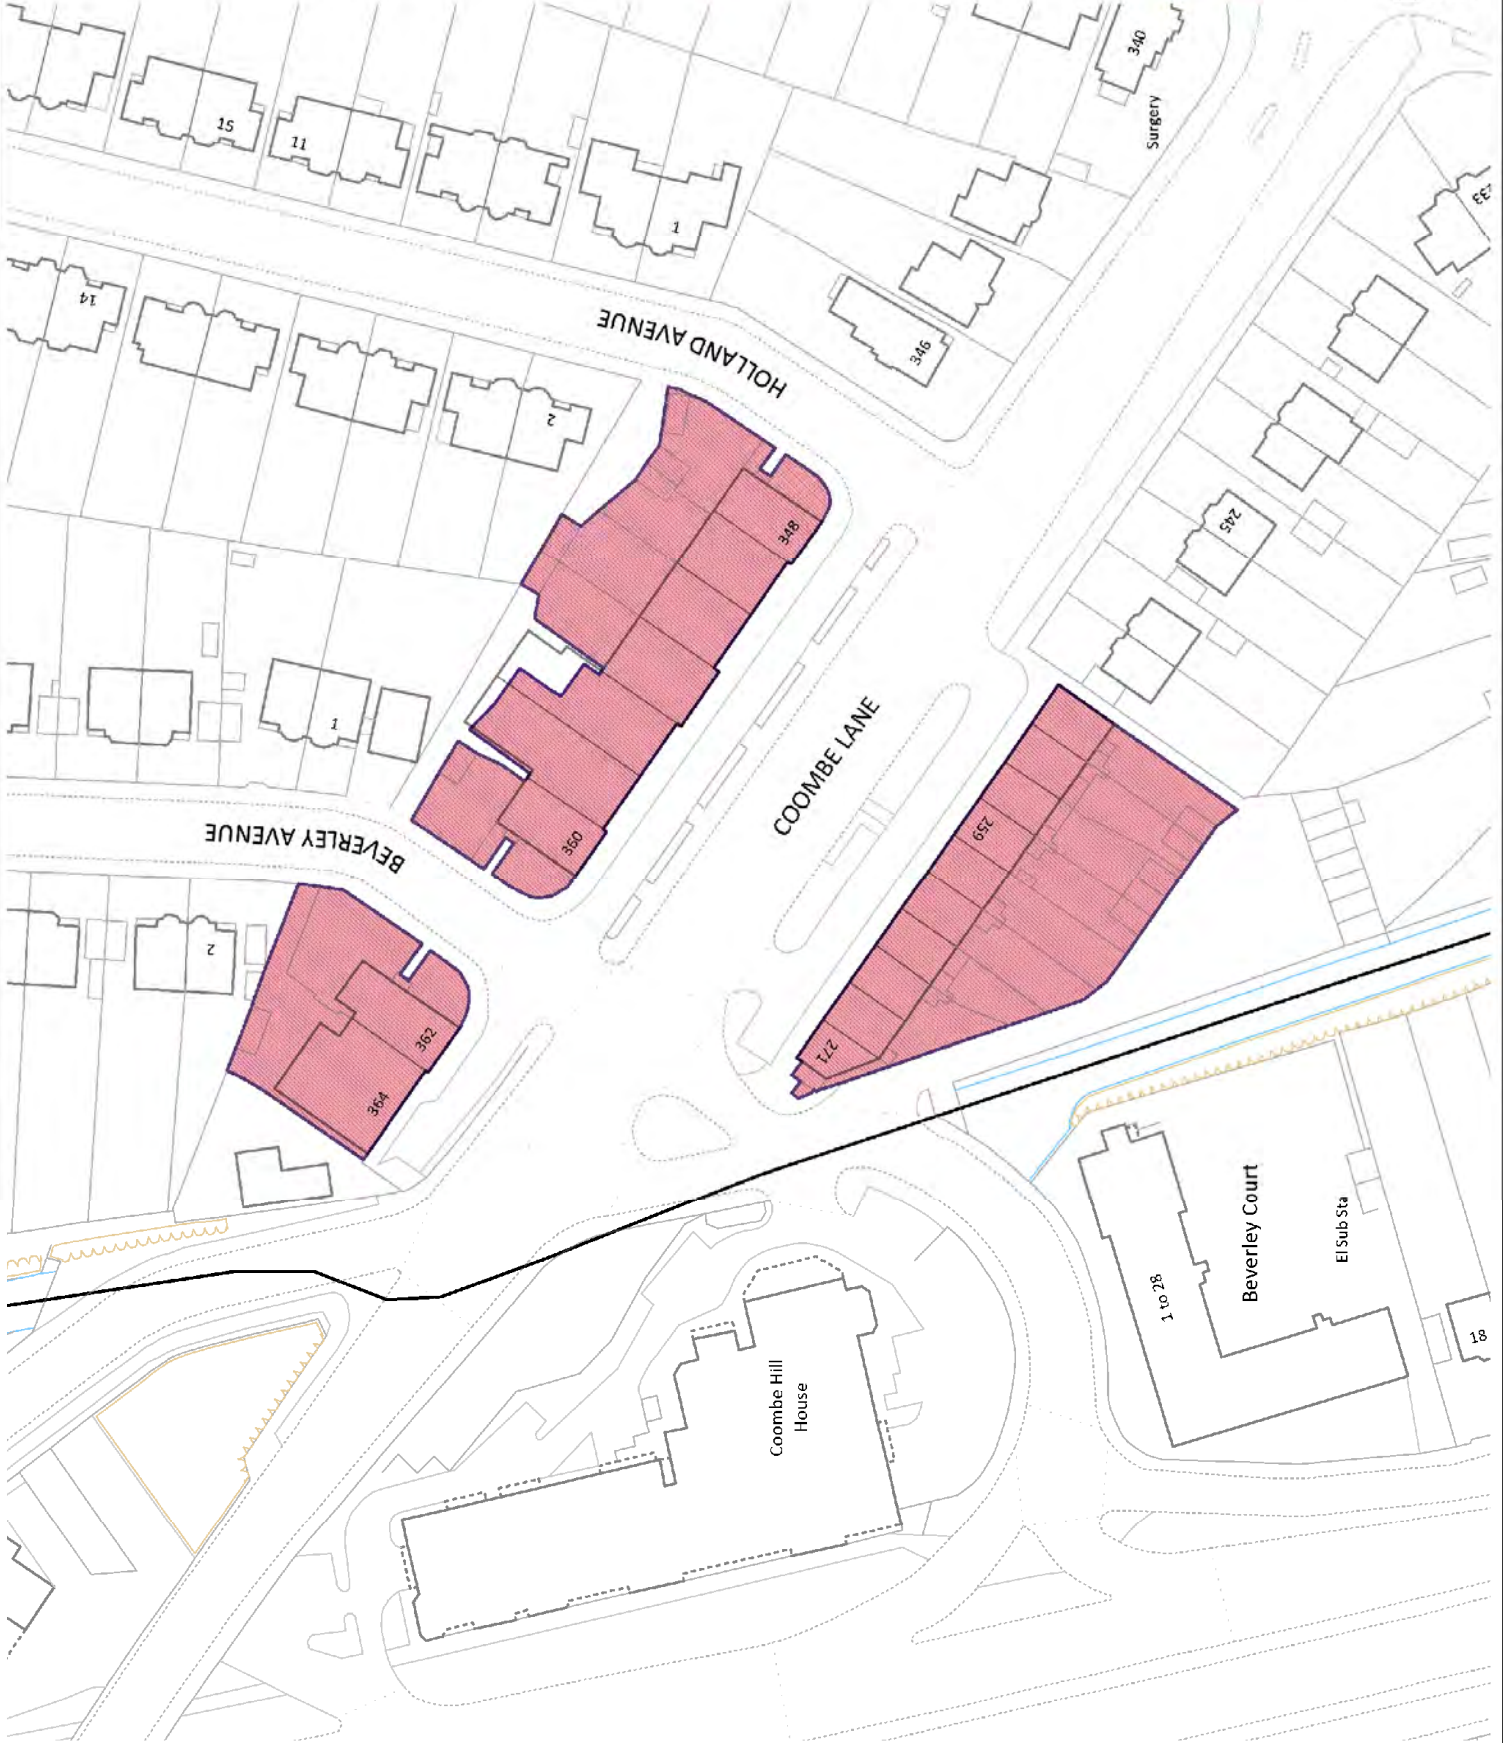 340
Surgery
15
11
1
233
14
HOLLAND AVENUE
346
2
245
348
1
COOMBE LANE
259
360
BEVERLEY AVENUE
2
362
271
364
Beverley Court
El Sub Sta
1 to 28
18
Coombe Hill
House